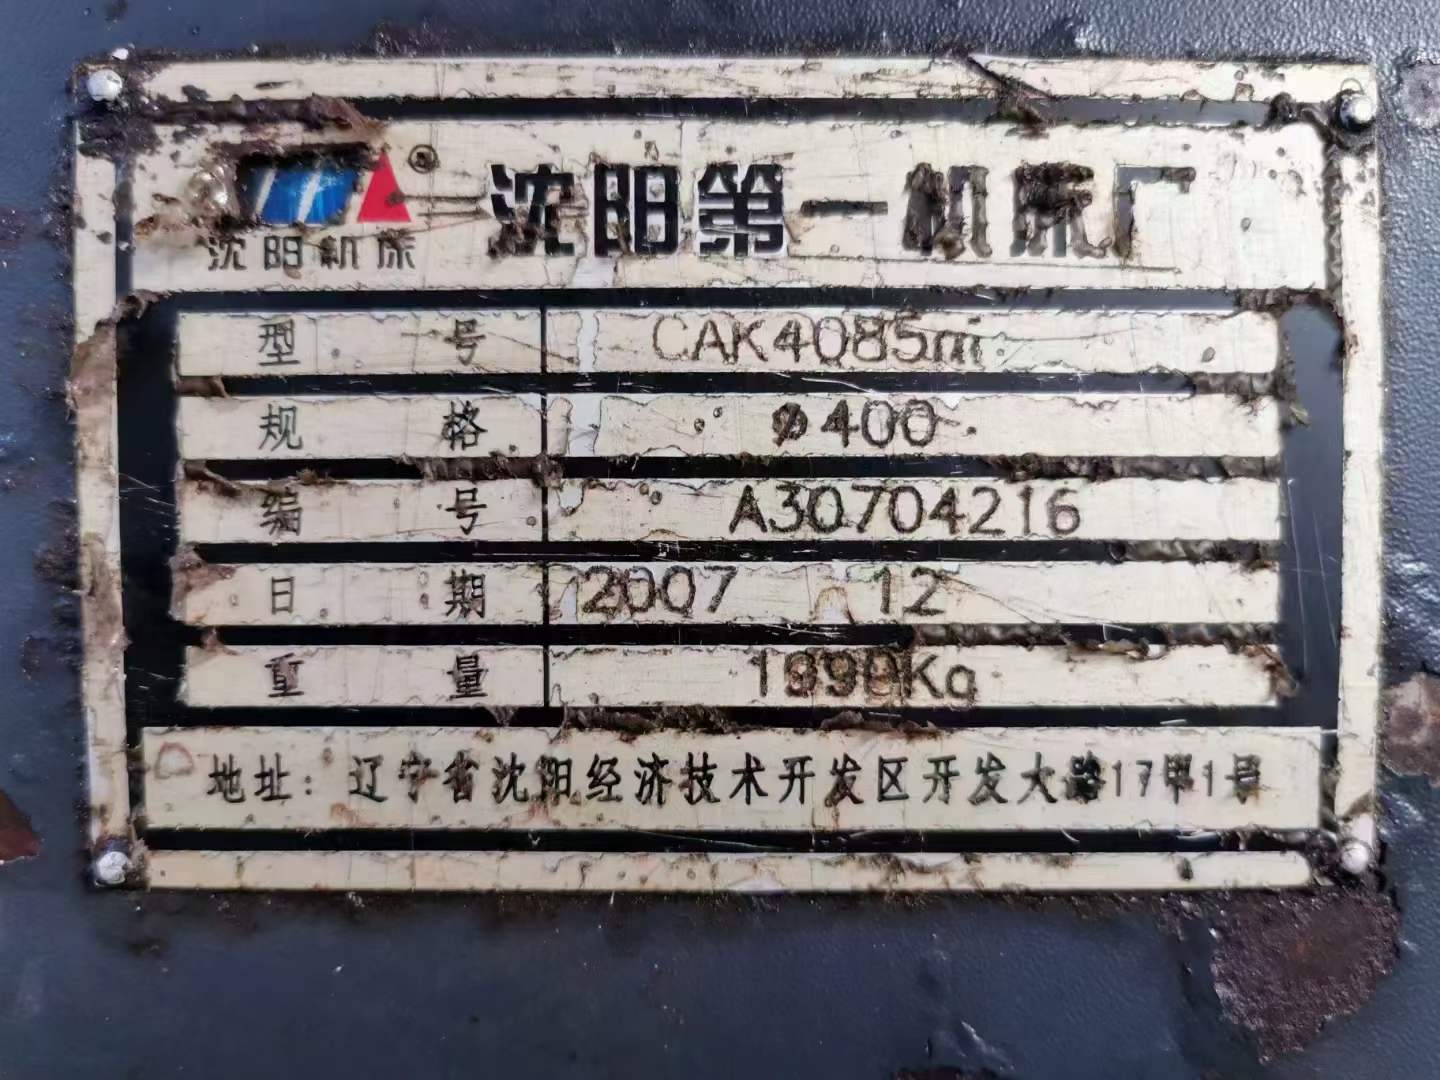 ®
沈阳第一机床厂
沈阳机床
型号 CAK4085ni
规格 ø400
编号 A30704216
日期 2007 12
重量 1990Kg
地址：辽宁省沈阳经济技术开发区开发大路17甲1号